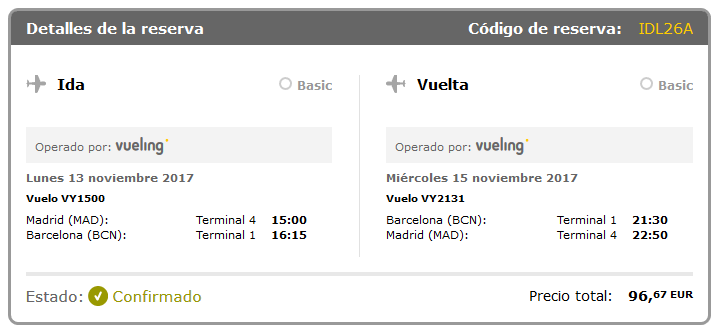 Detalles de la reserva Código de reserva: IDL26A
Ida Basic
Operado por: vueling
Lunes 13 noviembre 2017
Vuelo VY1500
Madrid (MAD): Terminal 4 15:00
Barcelona (BCN): Terminal 1 16:15
Vuelta Basic
Operado por: vueling
Miércoles 15 noviembre 2017
Vuelo VY2131
Barcelona (BCN): Terminal 1 21:30
Madrid (MAD): Terminal 4 22:50
Estado: Confirmado Precio total: 96,67 EUR